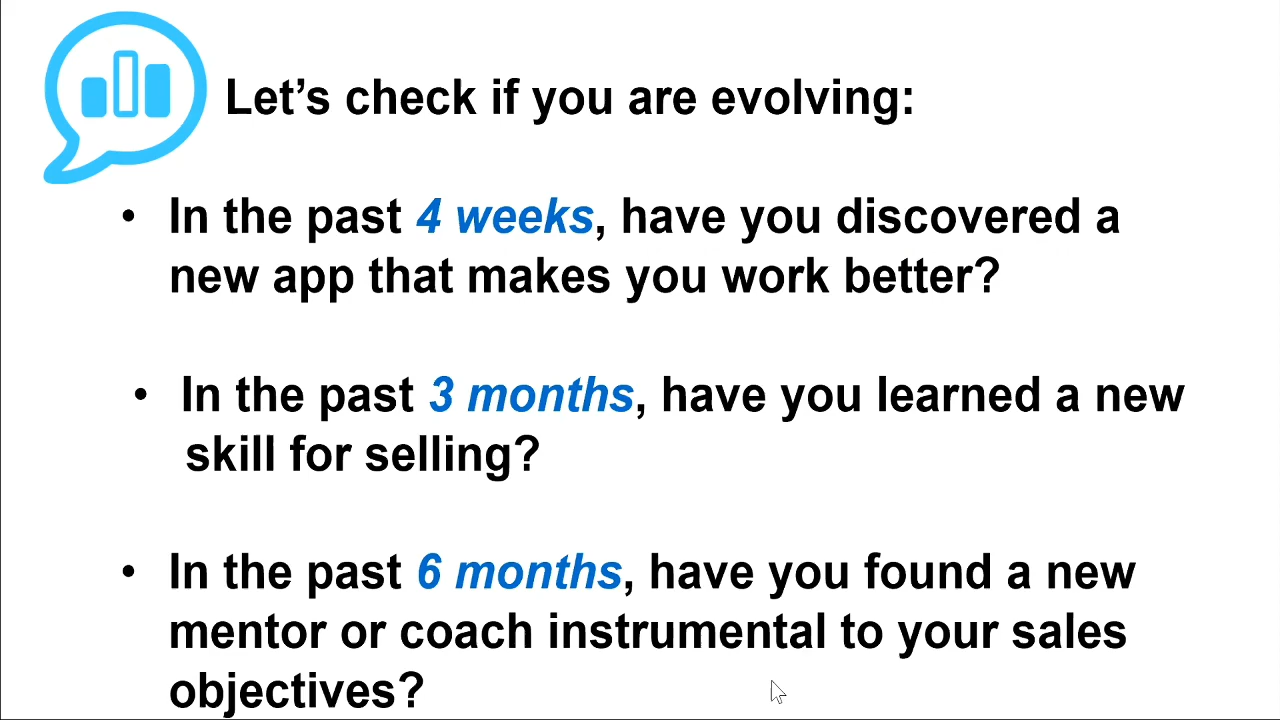 Let’s check if you are evolving:
• In the past 4 weeks, have you discovered a
new app that makes you work better?
• In the past 3 months, have you learned a new
skill for selling?
• In the past 6 months, have you found a new
mentor or coach instrumental to your sales
objectives?